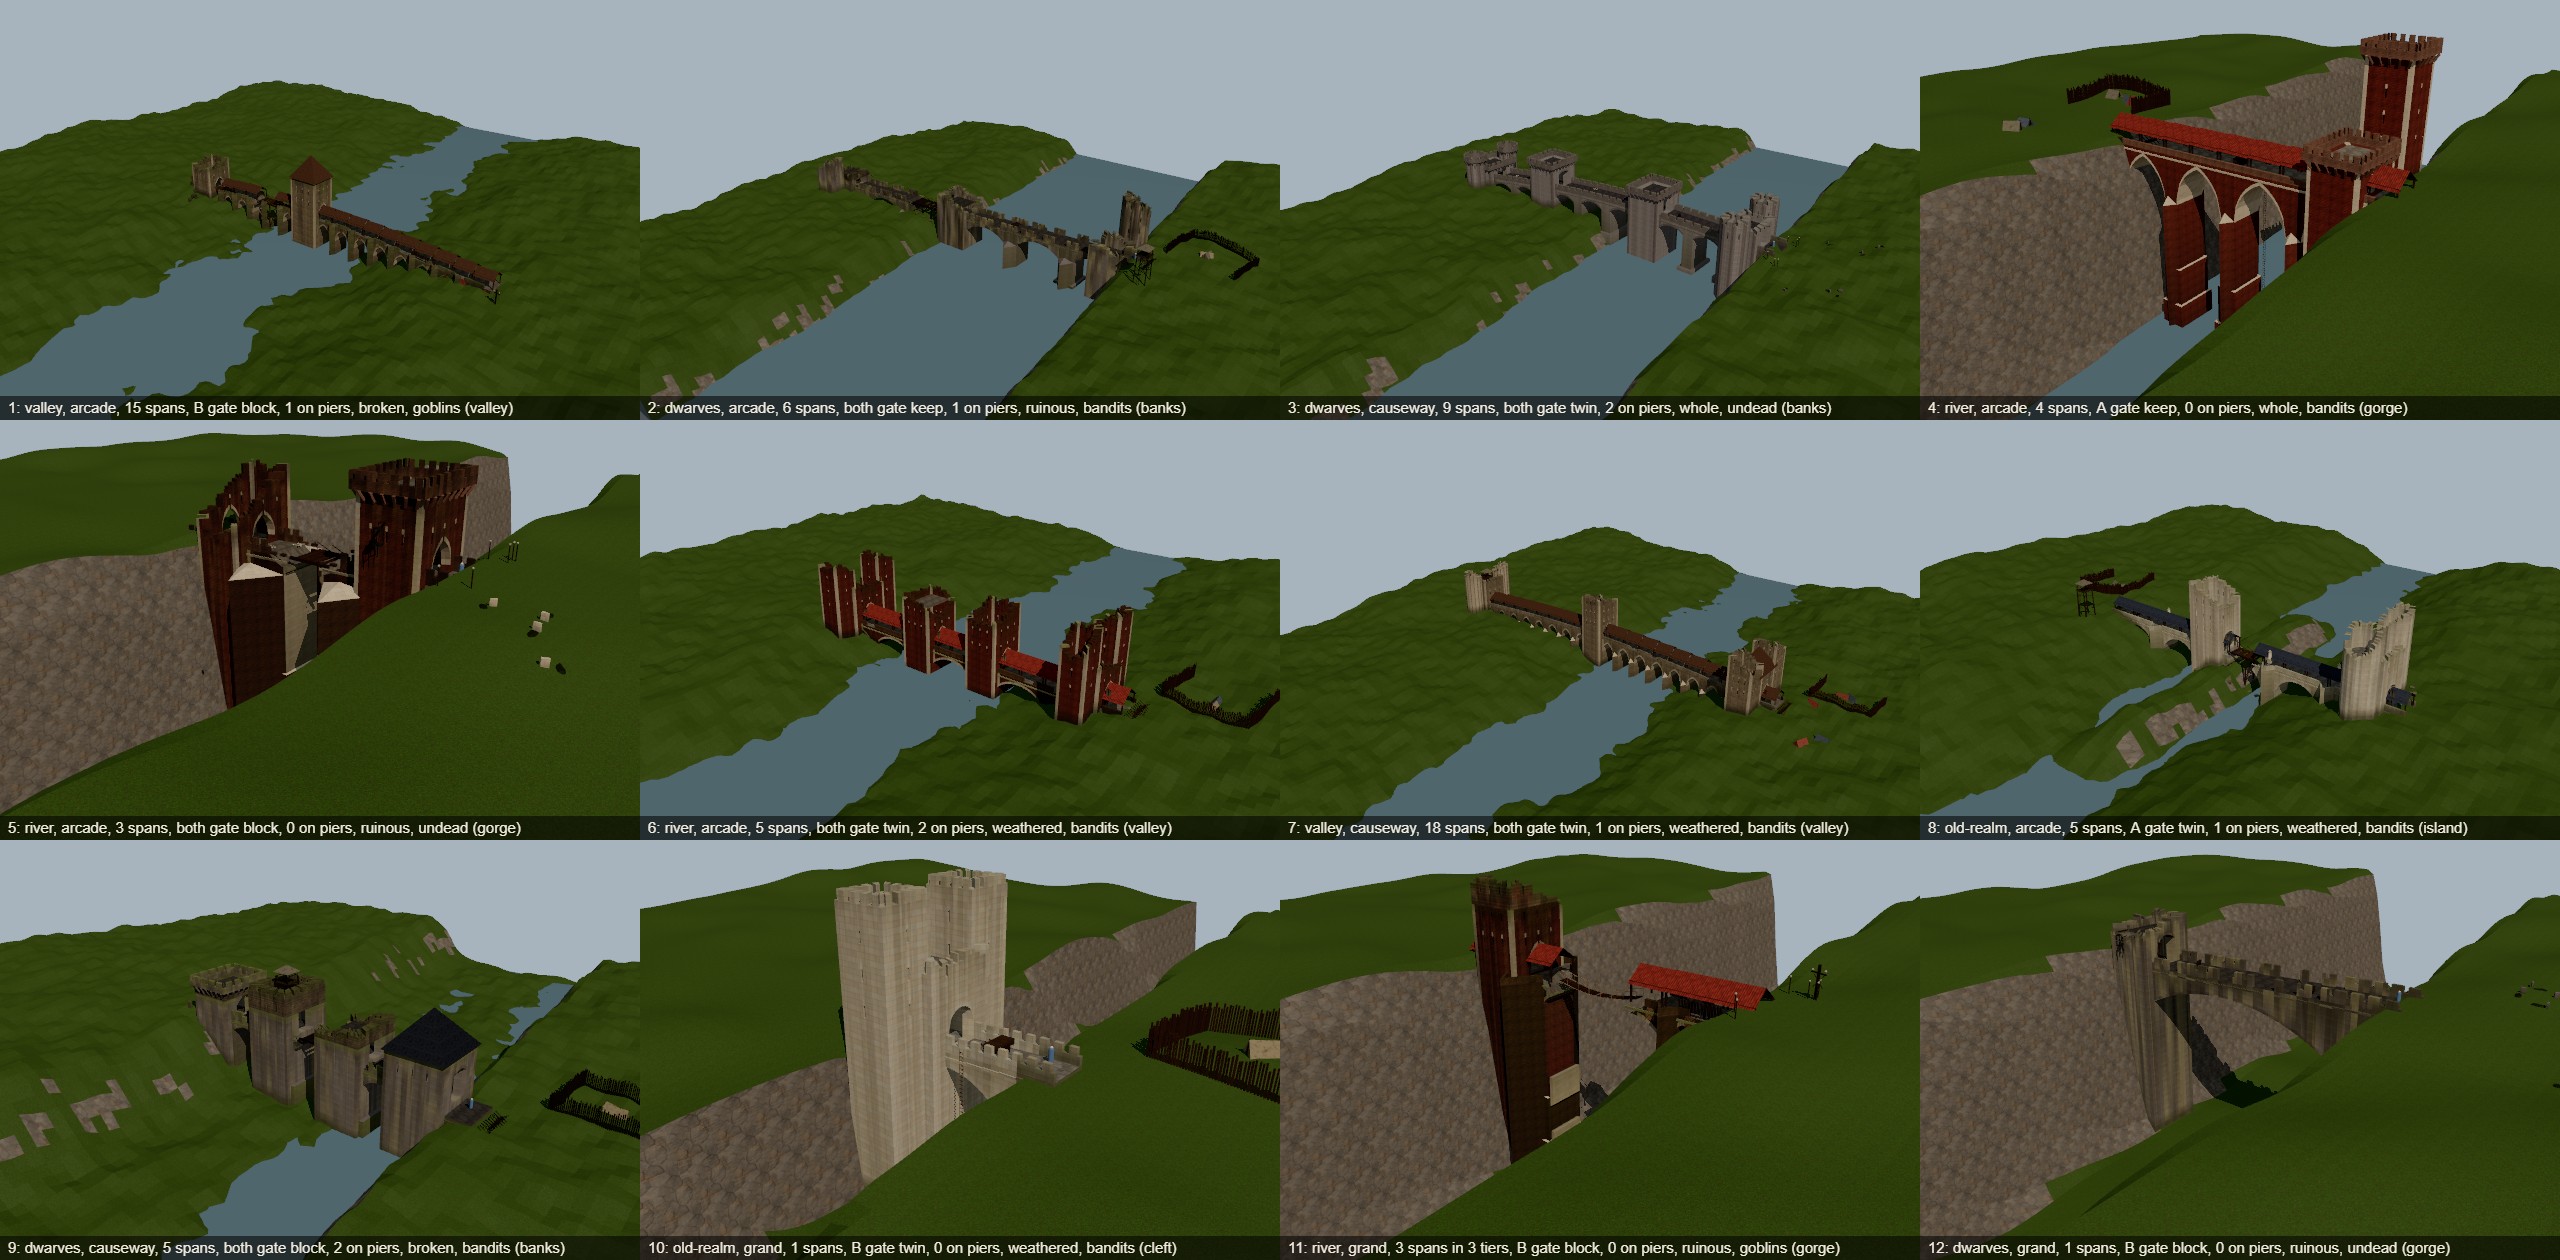 1: valley, arcade, 15 spans, B gate block, 1 on piers, broken, goblins (valley)
2: dwarves, arcade, 6 spans, both gate keep, 1 on piers, ruinous, bandits (banks)
3: dwarves, causeway, 9 spans, both gate twin, 2 on piers, whole, undead (banks)
4: river, arcade, 4 spans, A gate keep, 0 on piers, whole, bandits (gorge)
5: river, arcade, 3 spans, both gate block, 0 on piers, ruinous, undead (gorge)
6: river, arcade, 5 spans, both gate twin, 2 on piers, weathered, bandits (valley)
7: valley, causeway, 18 spans, both gate twin, 1 on piers, weathered, bandits (valley)
8: old-realm, arcade, 5 spans, A gate twin, 1 on piers, weathered, bandits (island)
9: dwarves, causeway, 5 spans, both gate block, 2 on piers, broken, bandits (banks)
10: old-realm, grand, 1 spans, B gate twin, 0 on piers, weathered, bandits (cleft)
11: river, grand, 3 spans in 3 tiers, B gate block, 0 on piers, ruinous, goblins (gorge)
12: dwarves, grand, 1 spans, B gate block, 0 on piers, ruinous, undead (gorge)